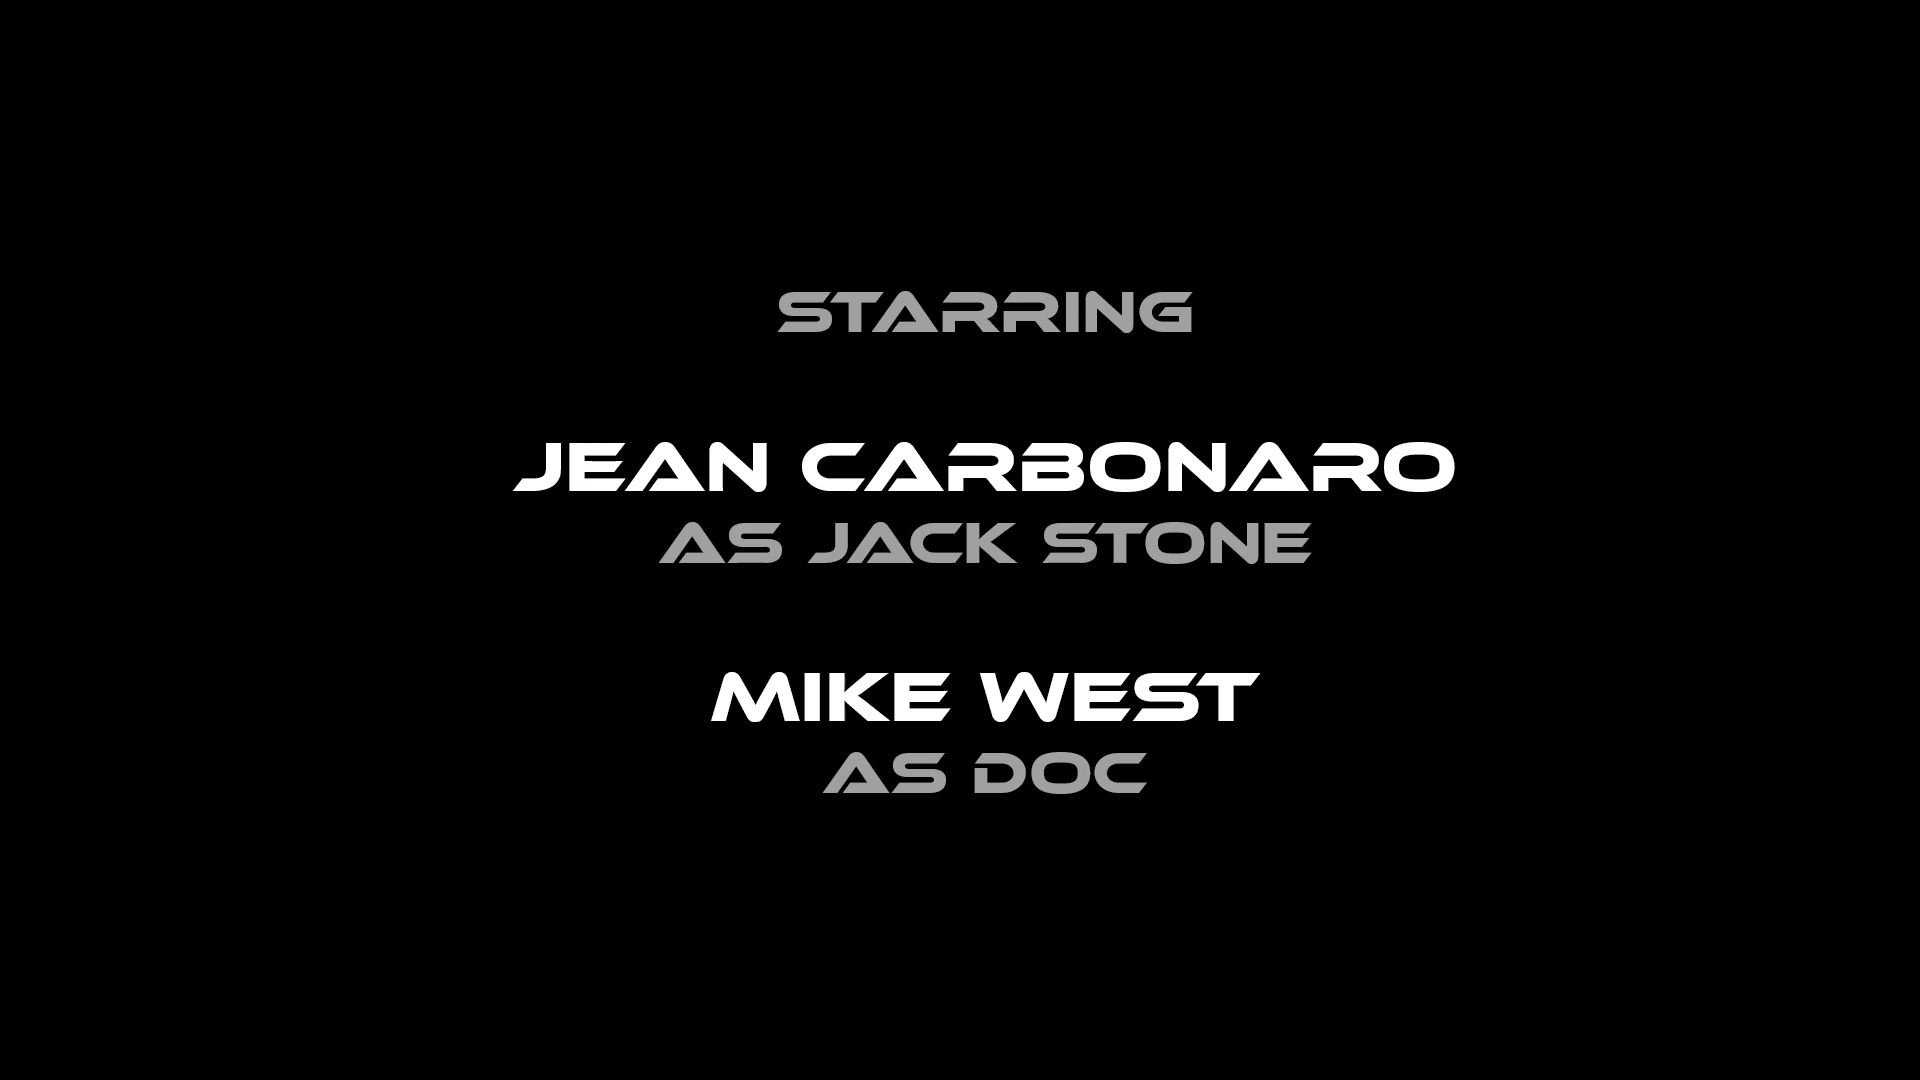 STARRING
JEAN CARBONARO
AS JACK STONE
MIKE WEST
AS DOC